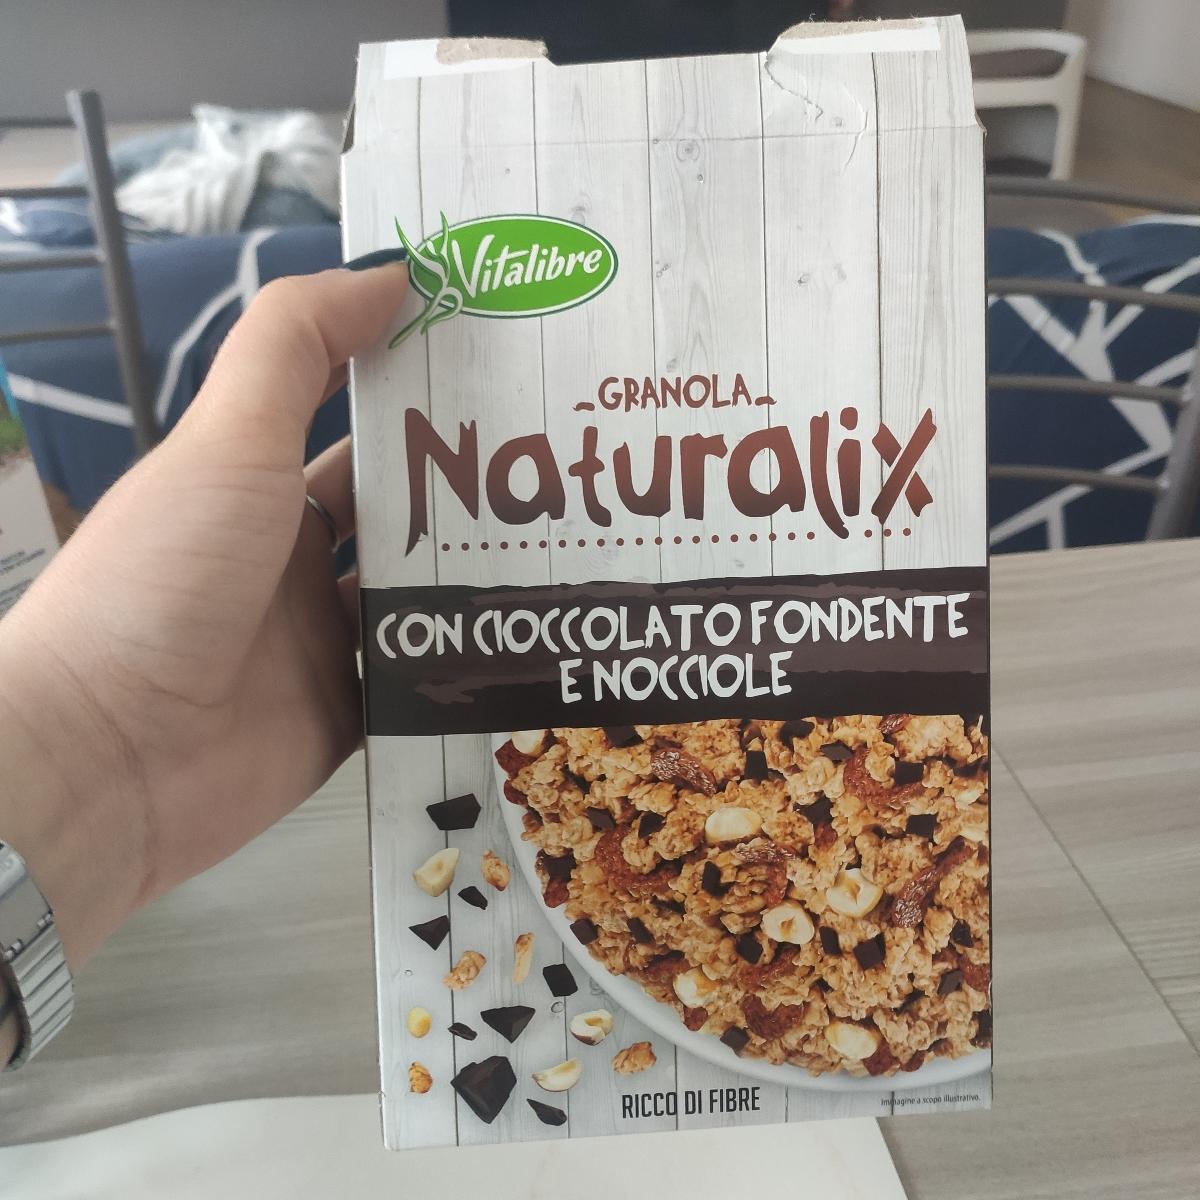 Vitalibre
GRANOLA
Naturalix
CON CIOCCOLATO FONDENTE
E NOCCIOLE
RICCO DI FIBRE
Immagine a scopo illustrativo.